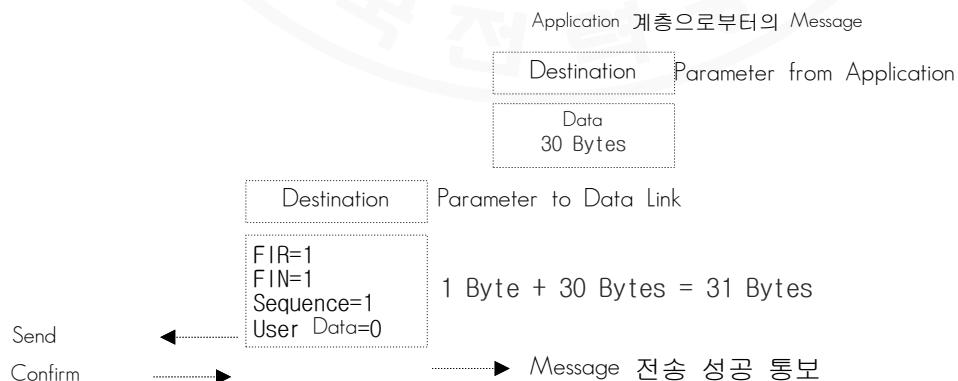 Application 계층으로부터의 Message
Destination Parameter from Application
Data
30 Bytes
Destination Parameter to Data Link
FIR=1
FIN=1
Sequence=1
User Data=0
1 Byte + 30 Bytes = 31 Bytes
Send
Confirm
Message 전송 성공 통보